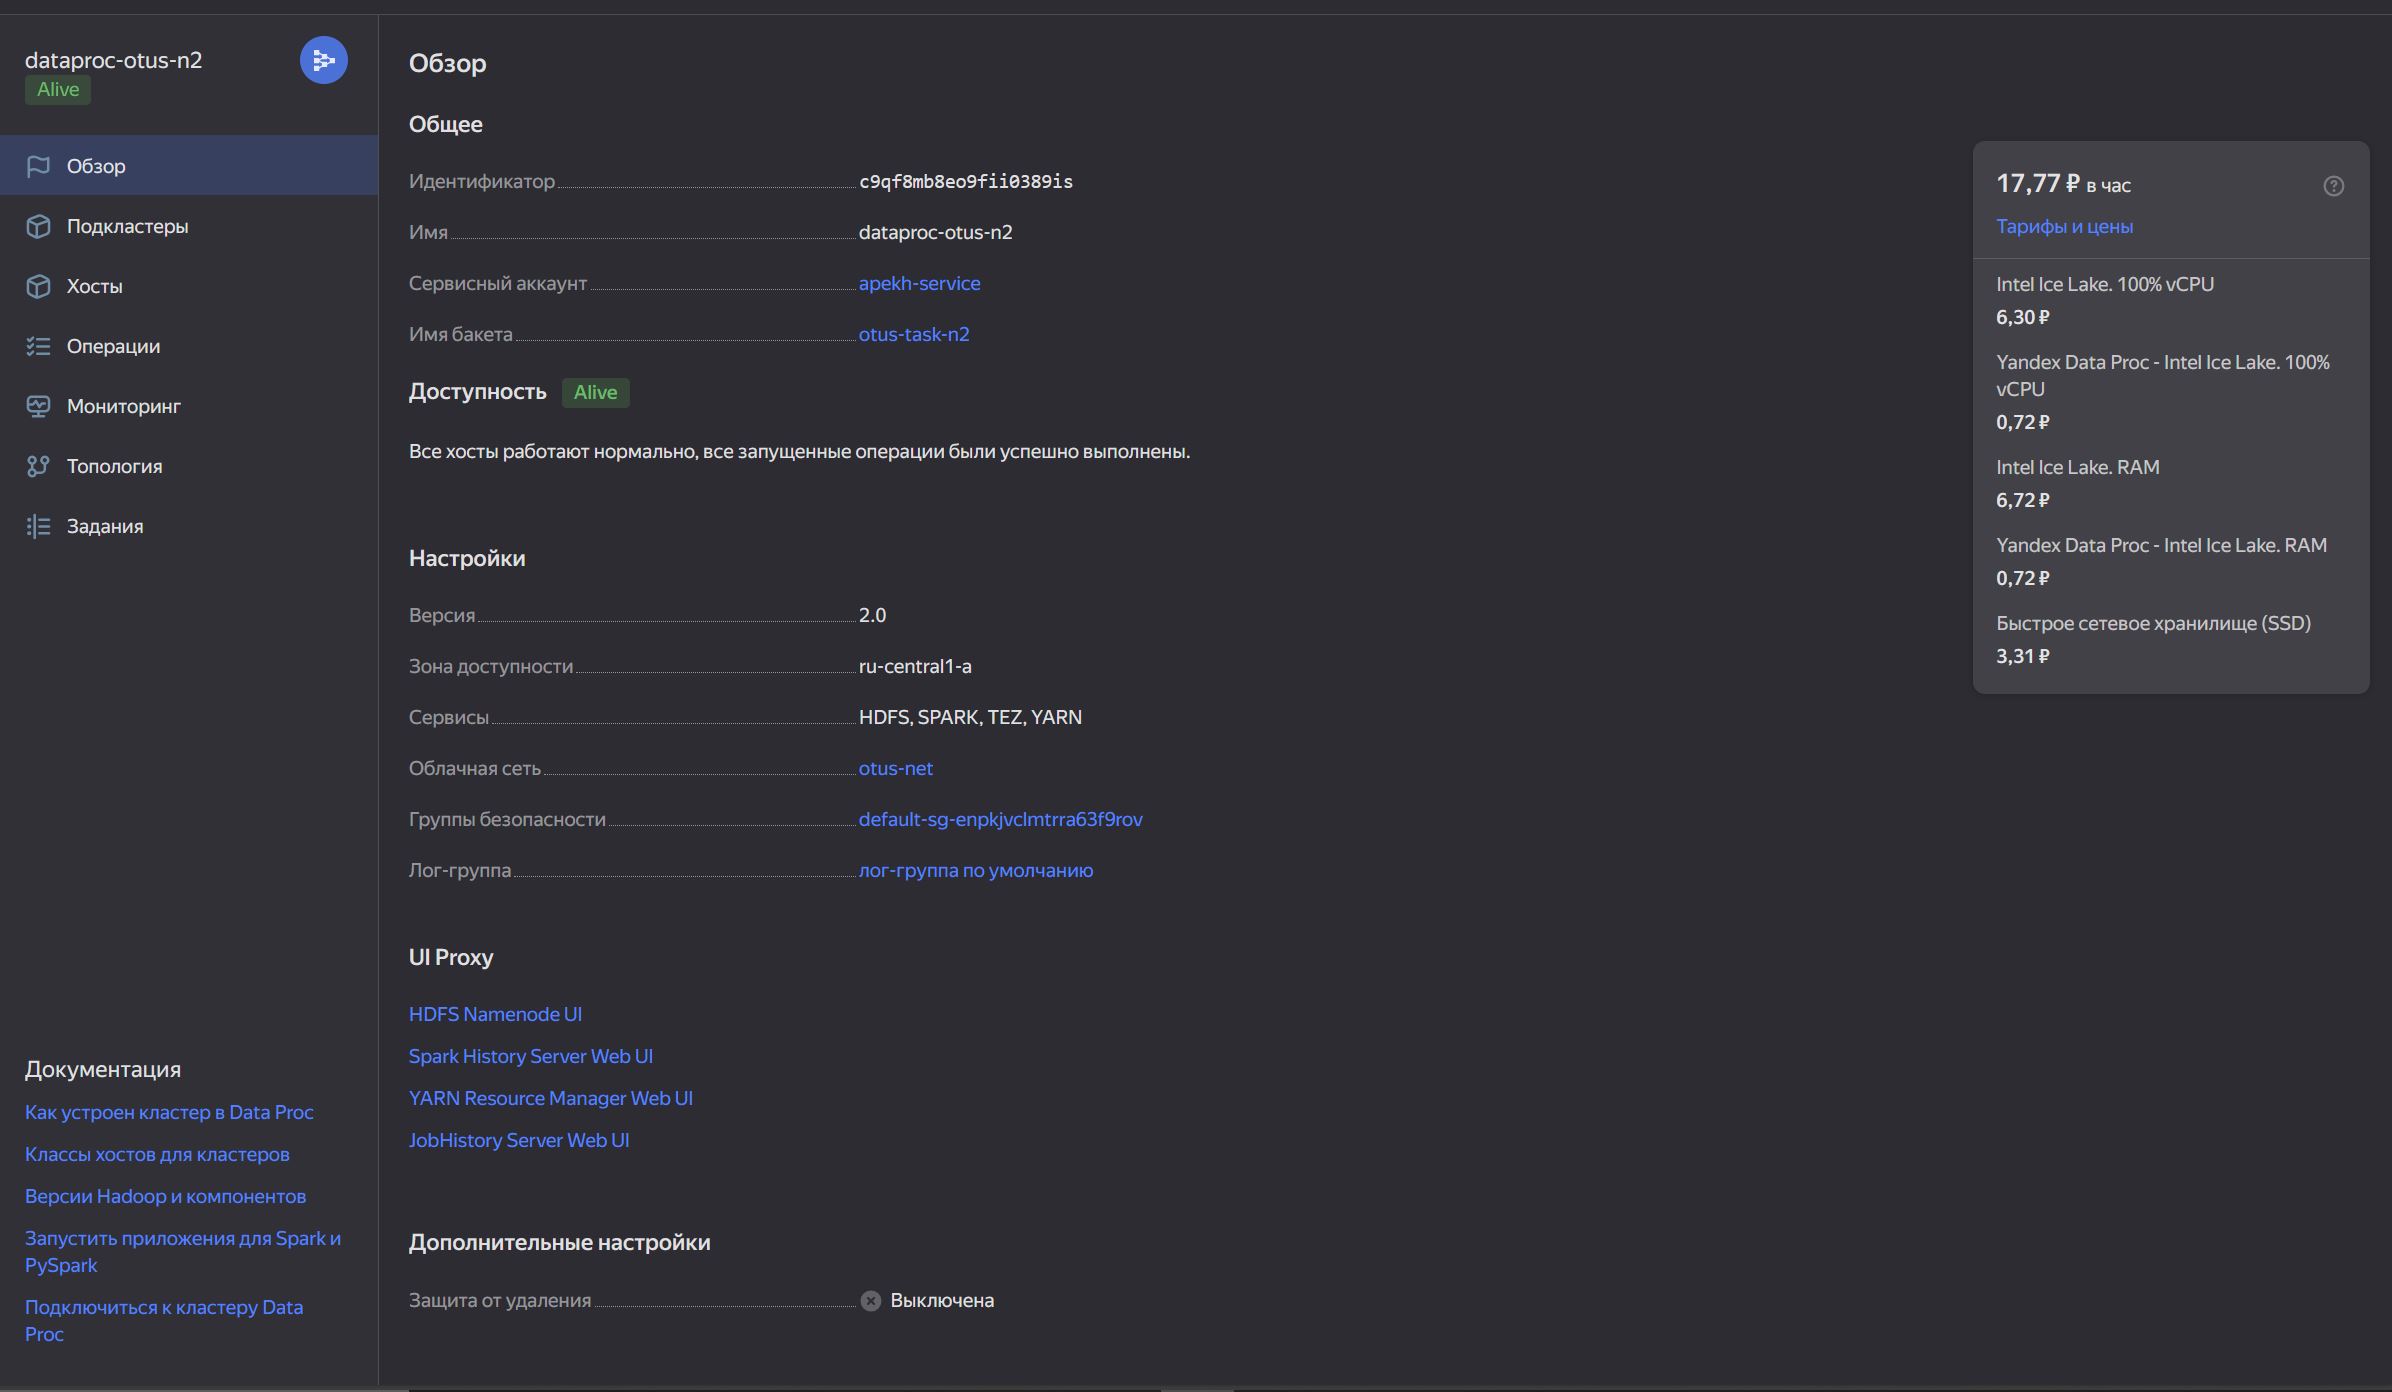 dataproc-otus-n2
Alive
Обзор
Подкластеры
Хосты
Операции
Мониторинг
Топология
Задания
Документация
Как устроен кластер в Data Proc
Классы хостов для кластеров
Версии Hadoop и компонентов
Запустить приложения для Spark и
PySpark
Подключиться к кластеру Data
Proc
Обзор
Общее
Идентификатор c9qf8mb8eo9fii0389is
Имя dataproc-otus-n2
Сервисный аккаунт apekh-service
Имя бакета otus-task-n2
Доступность Alive
Все хосты работают нормально, все запущенные операции были успешно выполнены.
Настройки
Версия 2.0
Зона доступности ru-central1-a
Сервисы HDFS, SPARK, TEZ, YARN
Облачная сеть otus-net
Группы безопасности default-sg-enpkjvclmtrra63f9rov
Лог-группа лог-группа по умолчанию
UI Proxy
HDFS Namenode UI
Spark History Server Web UI
YARN Resource Manager Web UI
JobHistory Server Web UI
Дополнительные настройки
Защита от удаления Выключена
17,77 ₽ в час
Тарифы и цены
Intel Ice Lake. 100% vCPU
6,30 ₽
Yandex Data Proc - Intel Ice Lake. 100%
vCPU
0,72 ₽
Intel Ice Lake. RAM
6,72 ₽
Yandex Data Proc - Intel Ice Lake. RAM
0,72 ₽
Быстрое сетевое хранилище (SSD)
3,31 ₽